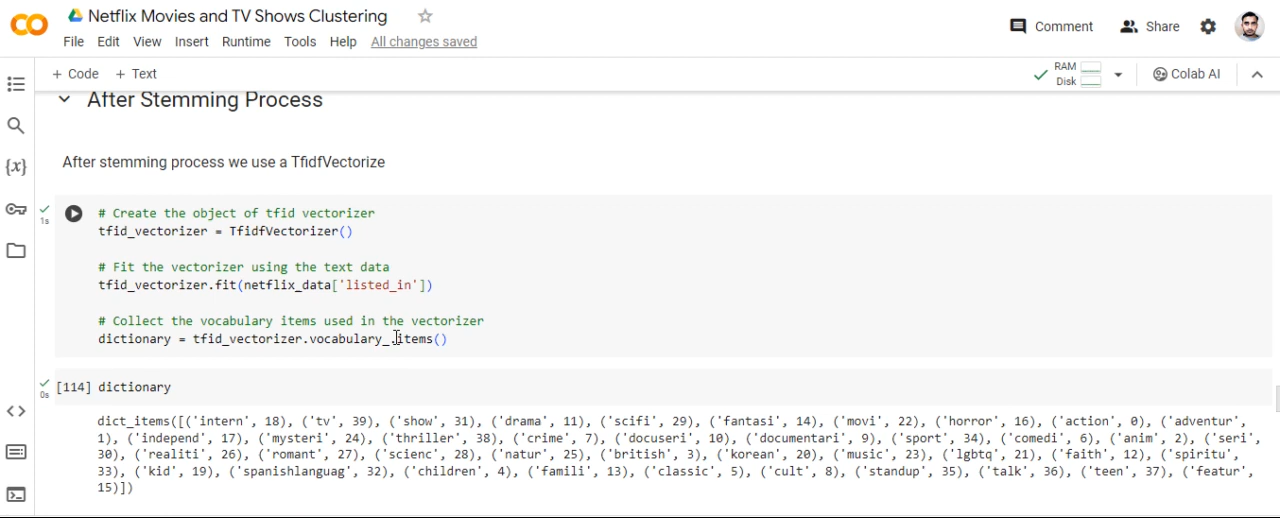 Netflix Movies and TV Shows Clustering
File Edit View Insert Runtime Tools Help All changes saved
Comment Share
+ Code + Text
RAM
Disk
Colab AI
After Stemming Process
After stemming process we use a TfidfVectorize
1s
# Create the object of tfid vectorizer
tfid_vectorizer = TfidfVectorizer()
# Fit the vectorizer using the text data
tfid_vectorizer.fit(netflix_data['listed_in'])
# Collect the vocabulary items used in the vectorizer
dictionary = tfid_vectorizer.vocabulary_.items()
0s
[114] dictionary
dict_items([('intern', 18), ('tv', 39), ('show', 31), ('drama', 11), ('scifi', 29), ('fantasi', 14), ('movi', 22), ('horror', 16), ('action', 0), ('adventur',
1), ('independ', 17), ('mysteri', 24), ('thriller', 38), ('crime', 7), ('docuseri', 10), ('documentari', 9), ('sport', 34), ('comedi', 6), ('anim', 2), ('seri',
30), ('realiti', 26), ('romant', 27), ('scienc', 28), ('natur', 25), ('british', 3), ('korean', 20), ('music', 23), ('lgbtq', 21), ('faith', 12), ('spiritu',
33), ('kid', 19), ('spanishlanguag', 32), ('children', 4), ('famili', 13), ('classic', 5), ('cult', 8), ('standup', 35), ('talk', 36), ('teen', 37), ('featur',
15)])